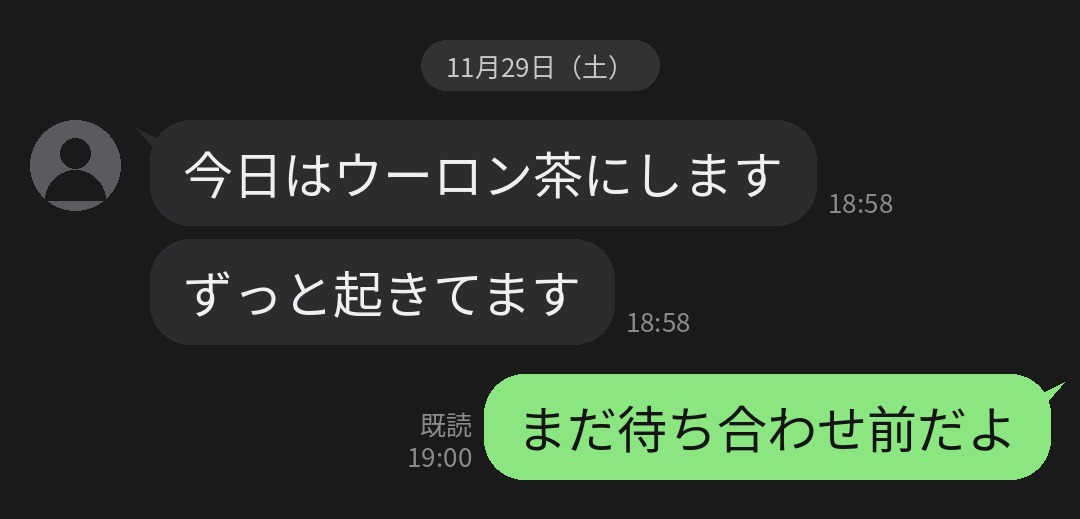 11月29日（土）
今日はウーロン茶にします
18:58
ずっと起きてます
18:58
既読
19:00
まだ待ち合わせ前だよ